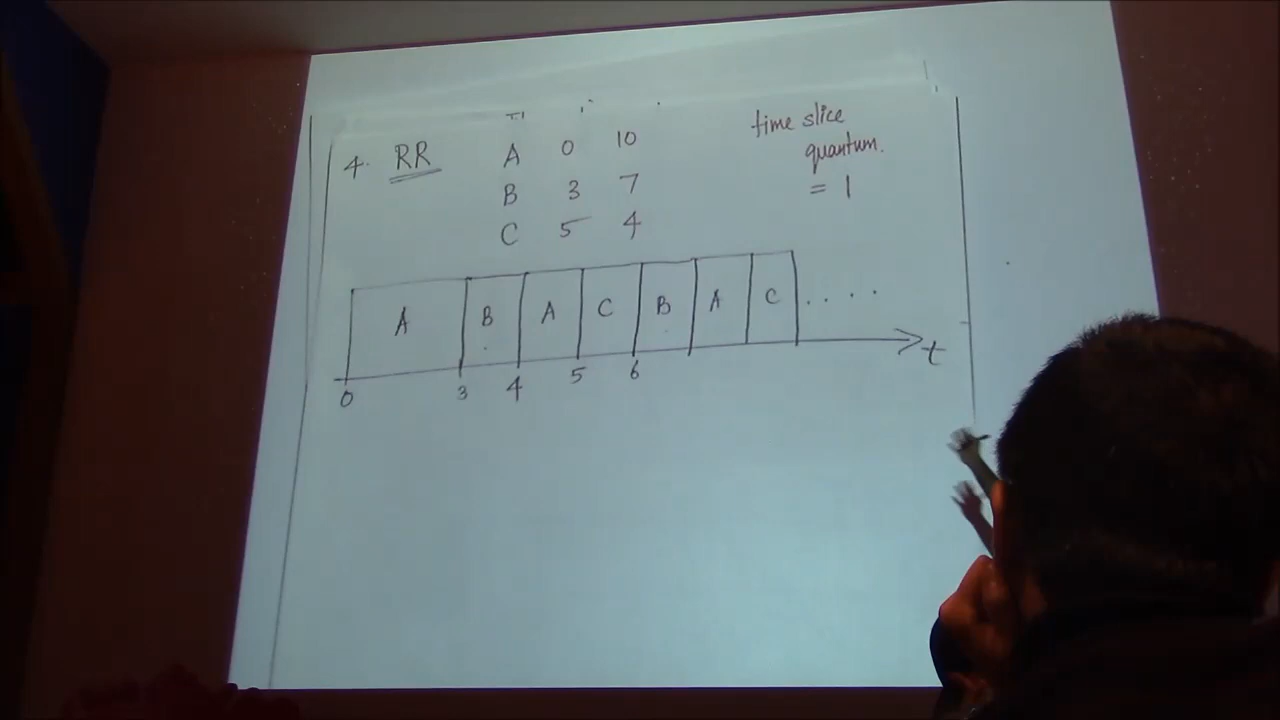 4. RR
A 0 10
B 3 7
C 5 4
time slice
quantum.
= 1
A B A C B A C ....
0 3 4 5 6 t